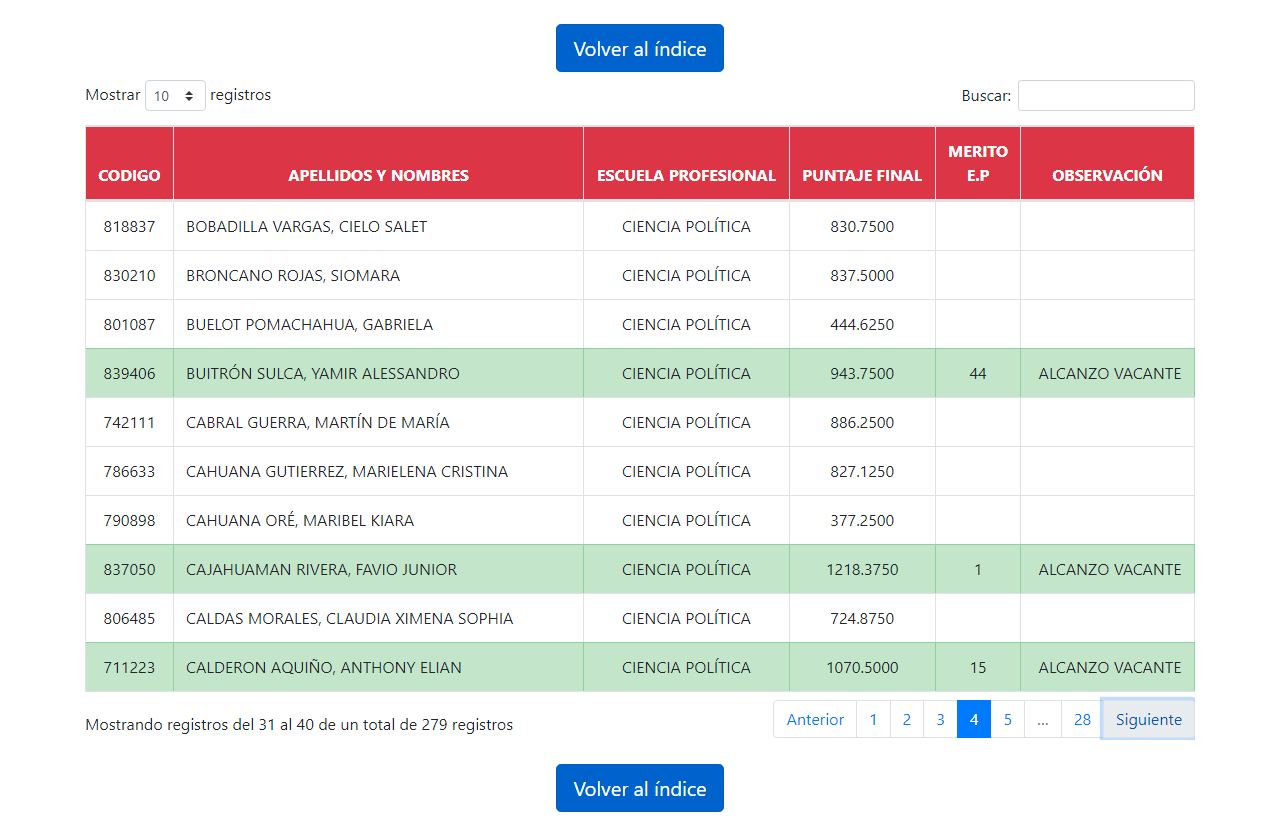 Volver al índice
Mostrar 10 registros Buscar:
CODIGO APELLIDOS Y NOMBRES ESCUELA PROFESIONAL PUNTAJE FINAL MERITO E.P OBSERVACIÓN
818837 BOBADILLA VARGAS, CIELO SALET CIENCIA POLÍTICA 830.7500
830210 BRONCANO ROJAS, SIOMARA CIENCIA POLÍTICA 837.5000
801087 BUELOT POMACHAHUA, GABRIELA CIENCIA POLÍTICA 444.6250
839406 BUITRÓN SULCA, YAMIR ALESSANDRO CIENCIA POLÍTICA 943.7500 44 ALCANZO VACANTE
742111 CABRAL GUERRA, MARTÍN DE MARÍA CIENCIA POLÍTICA 886.2500
786633 CAHUANA GUTIERREZ, MARIELENA CRISTINA CIENCIA POLÍTICA 827.1250
790898 CAHUANA ORÉ, MARIBEL KIARA CIENCIA POLÍTICA 377.2500
837050 CAJAHUAMAN RIVERA, FAVIO JUNIOR CIENCIA POLÍTICA 1218.3750 1 ALCANZO VACANTE
806485 CALDAS MORALES, CLAUDIA XIMENA SOPHIA CIENCIA POLÍTICA 724.8750
711223 CALDERON AQUIÑO, ANTHONY ELIAN CIENCIA POLÍTICA 1070.5000 15 ALCANZO VACANTE
Mostrando registros del 31 al 40 de un total de 279 registros Anterior 1 2 3 4 5 ... 28 Siguiente
Volver al índice